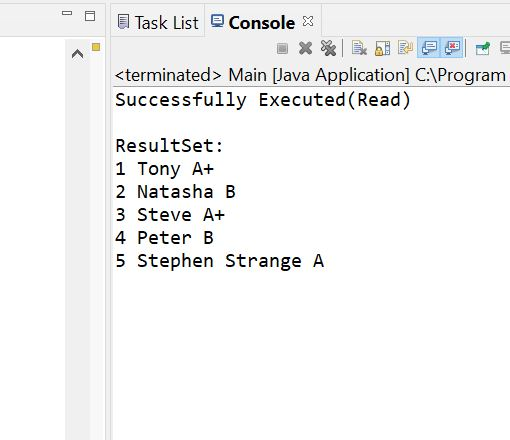 Task List Console
<terminated> Main [Java Application] C:\Program
Successfully Executed(Read)
ResultSet:
1 Tony A+
2 Natasha B
3 Steve A+
4 Peter B
5 Stephen Strange A